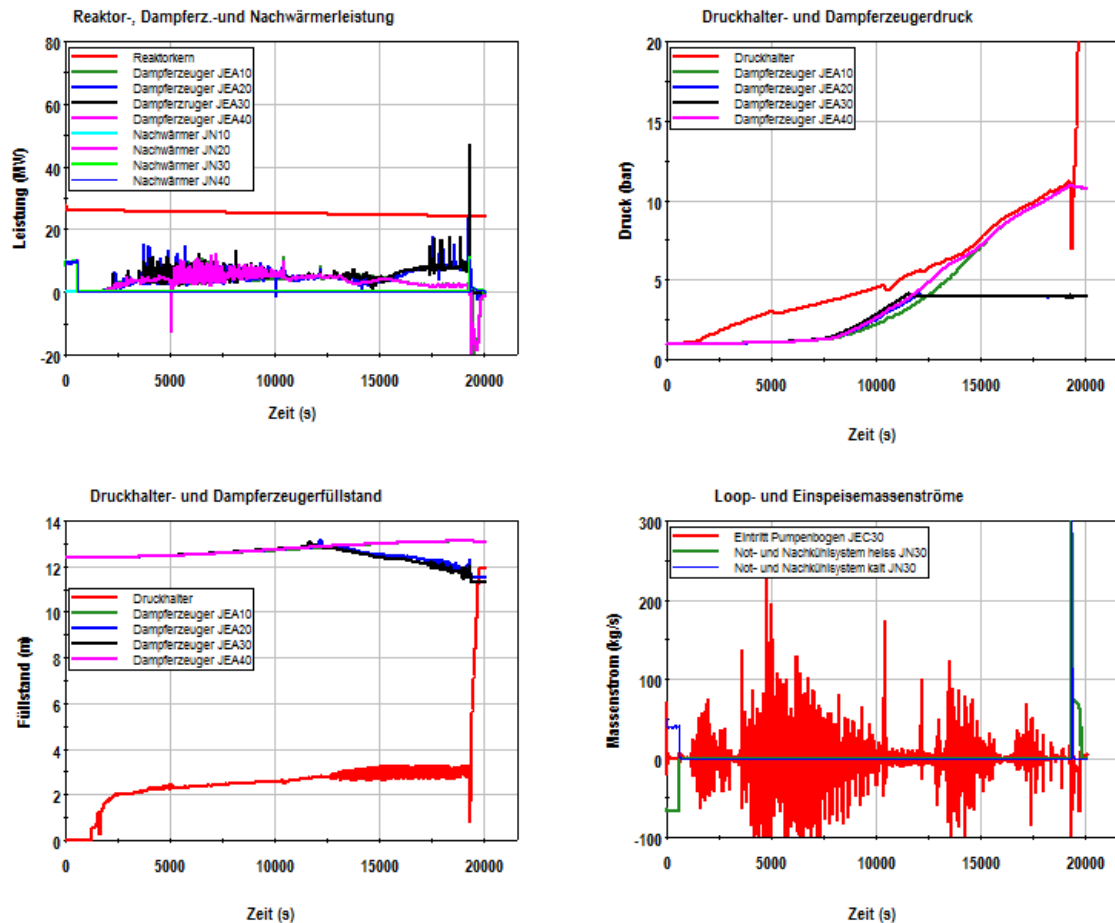 Reaktor-, Dampferz.-und Nachwärmerleistung
80
60
40
20
0
-20
Leistung (MW)
Reaktorkern
Dampferzeuger JEA10
Dampferzeuger JEA20
Dampferzruger JEA30
Dampferzeuger JEA40
Nachwärmer JN10
Nachwärmer JN20
Nachwärmer JN30
Nachwärmer JN40
0 5000 10000 15000 20000
Zeit (s)
Druckhalter- und Dampferzeugerdruck
20
15
10
5
0
Druck (bar)
Druckhalter
Dampferzeuger JEA10
Dampferzeuger JEA20
Dampferzeuger JEA30
Dampferzeuger JEA40
0 5000 10000 15000 20000
Zeit (s)
Druckhalter- und Dampferzeugerfüllstand
14
12
10
8
6
4
2
0
Füllstand (m)
Druckhalter
Dampferzeuger JEA10
Dampferzeuger JEA20
Dampferzeuger JEA30
Dampferzeuger JEA40
0 5000 10000 15000 20000
Zeit (s)
Loop- und Einspeisemassenströme
300
200
100
0
-100
Massenstrom (kg/s)
Eintritt Pumpenbogen JEC30
Not- und Nachkühlsystem heiss JN30
Not- und Nachkühlsystem kalt JN30
0 5000 10000 15000 20000
Zeit (s)